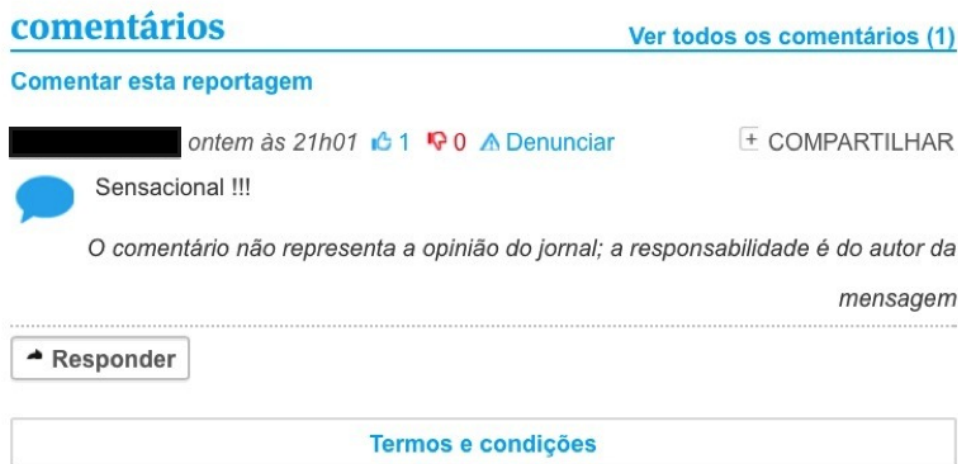 comentários
Ver todos os comentários (1)
Comentar esta reportagem
ontem às 21h01 1 0 Denunciar + COMPARTILHAR
Sensacional !!!
O comentário não representa a opinião do jornal; a responsabilidade é do autor da
mensagem
Responder
Termos e condições